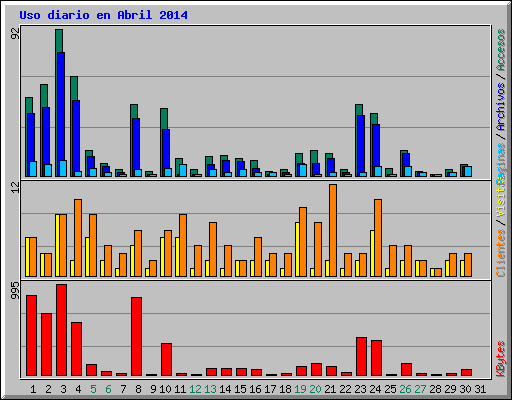 Uso diario en Abril 2014
92
12
995
Accesos / Archivos / Paginas
Clientes / Visitas
KBytes
1 2 3 4 5 6 7 8 9 10 11 12 13 14 15 16 17 18 19 20 21 22 23 24 25 26 27 28 29 30 31